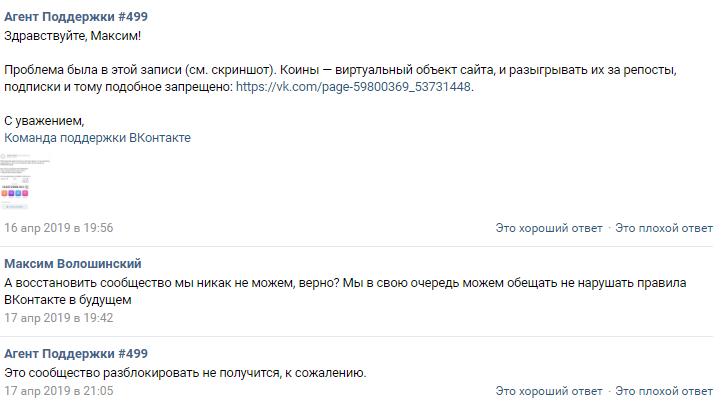 Агент Поддержки #499
Здравствуйте, Максим!
Проблема была в этой записи (см. скриншот). Коины — виртуальный объект сайта, и разыгрывать их за репосты,
подписки и тому подобное запрещено: https://vk.com/page-59800369_53731448.
С уважением,
Команда поддержки ВКонтакте
16 апр 2019 в 19:56
Это хороший ответ · Это плохой ответ
Максим Волошинский
А восстановить сообщество мы никак не можем, верно? Мы в свою очередь можем обещать не нарушать правила
ВКонтакте в будущем
17 апр 2019 в 19:42
Агент Поддержки #499
Это сообщество разблокировать не получится, к сожалению.
17 апр 2019 в 21:05
Это хороший ответ · Это плохой ответ